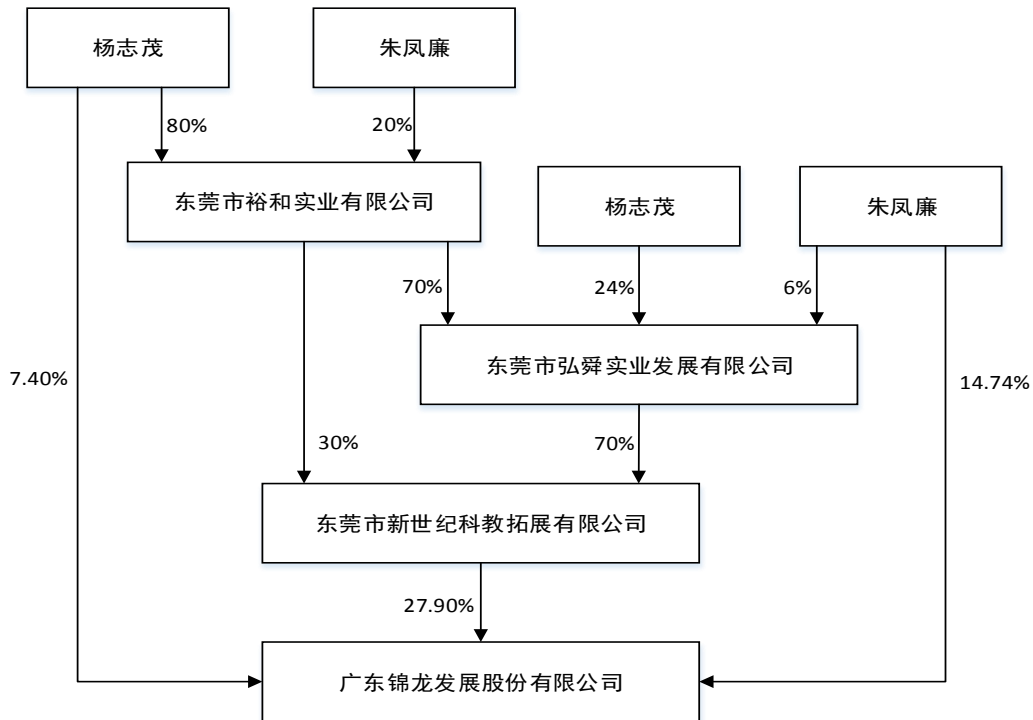 杨志茂
朱凤廉
80%
20%
东莞市裕和实业有限公司
杨志茂
朱凤廉
70%
24%
6%
东莞市弘舜实业发展有限公司
7.40%
14.74%
30%
70%
东莞市新世纪科教拓展有限公司
27.90%
广东锦龙发展股份有限公司